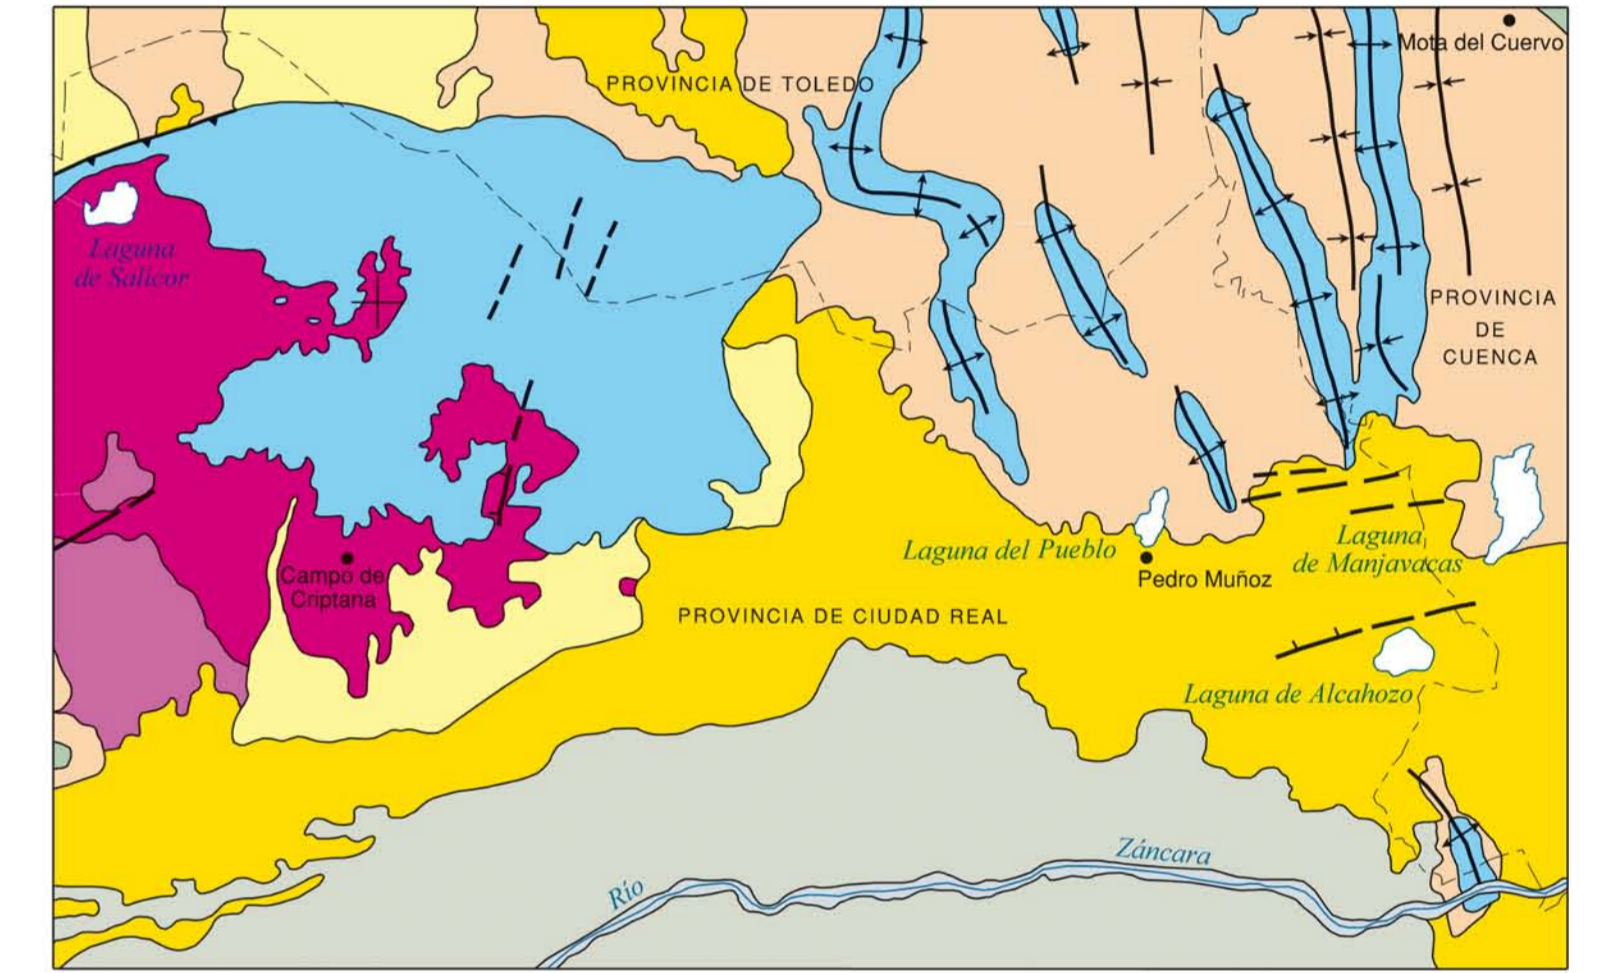 Mota del Cuervo
PROVINCIA DE TOLEDO
Laguna
de Salicor
PROVINCIA
DE
CUENCA
Laguna del Pueblo
Laguna
de Manjavacas
Pedro Muñoz
Campo de
Criptana
PROVINCIA DE CIUDAD REAL
Laguna de Alcahozo
Záncara
Río